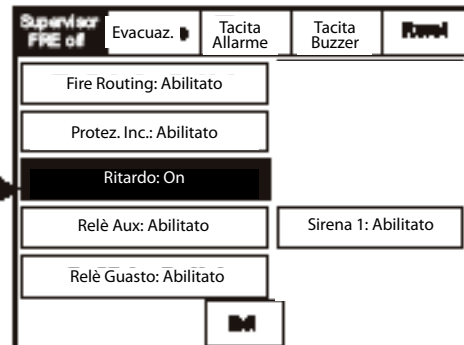 Supervisor
FRE off
Evacuaz.
Tacita
Allarme
Tacita
Buzzer
Fire Routing: Abilitato
Protez. Inc.: Abilitato
Ritardo: On
Relè Aux: Abilitato
Sirena 1: Abilitato
Relè Guasto: Abilitato